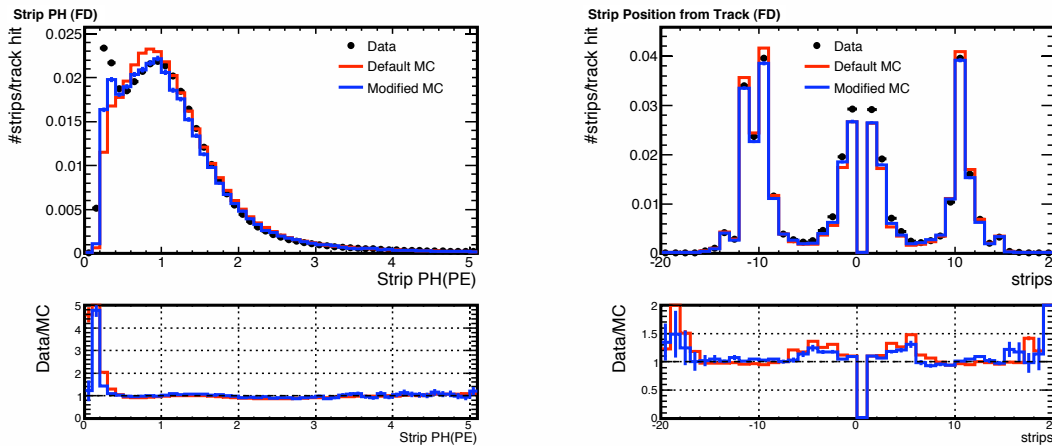 Strip PH (FD)
#strips/track hit
0.025
0.02
0.015
0.01
0.005
0
Data
Default MC
Modified MC
0 1 2 3 4 5
Strip PH(PE)
Data/MC
5
4
3
2
1
0
0 1 2 3 4 5
Strip PH(PE)
Strip Position from Track (FD)
#strips/track hit
0.04
0.03
0.02
0.01
0
Data
Default MC
Modified MC
-20 -10 0 10 2
strips
Data/MC
2
1.5
1
0.5
0
-20 -10 0 10 2
strips